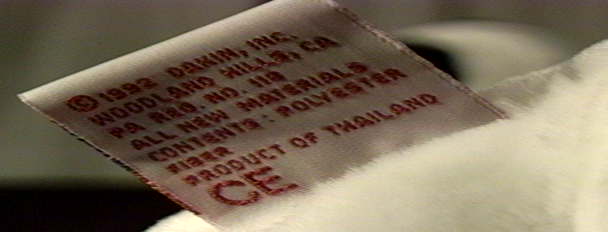 © 1992 DAKIN, INC.
WOODLAND HILLS, CA
PA REG. NO. 118
ALL NEW MATERIALS
CONTENTS: POLYESTER
FIBER
PRODUCT OF THAILAND
CE